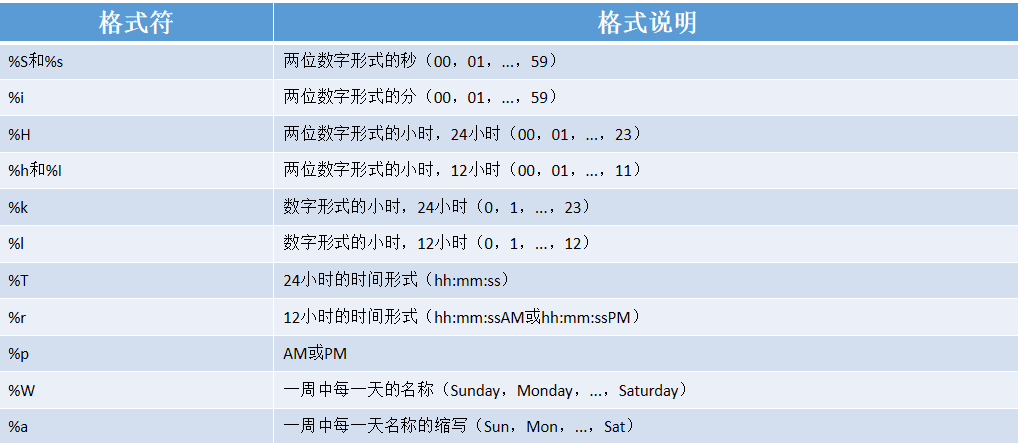 格式符 格式说明
%S和%s 两位数字形式的秒（00，01，...，59）
%i 两位数字形式的分（00，01，...，59）
%H 两位数字形式的小时，24小时（00，01，...，23）
%h和%I 两位数字形式的小时，12小时（00，01，...，11）
%k 数字形式的小时，24小时（0，1，...，23）
%l 数字形式的小时，12小时（0，1，...，12）
%T 24小时的时间形式（hh:mm:ss）
%r 12小时的时间形式（hh:mm:ssAM或hh:mm:ssPM）
%p AM或PM
%W 一周中每一天的名称（Sunday，Monday，...，Saturday）
%a 一周中每一天名称的缩写（Sun，Mon，...，Sat）